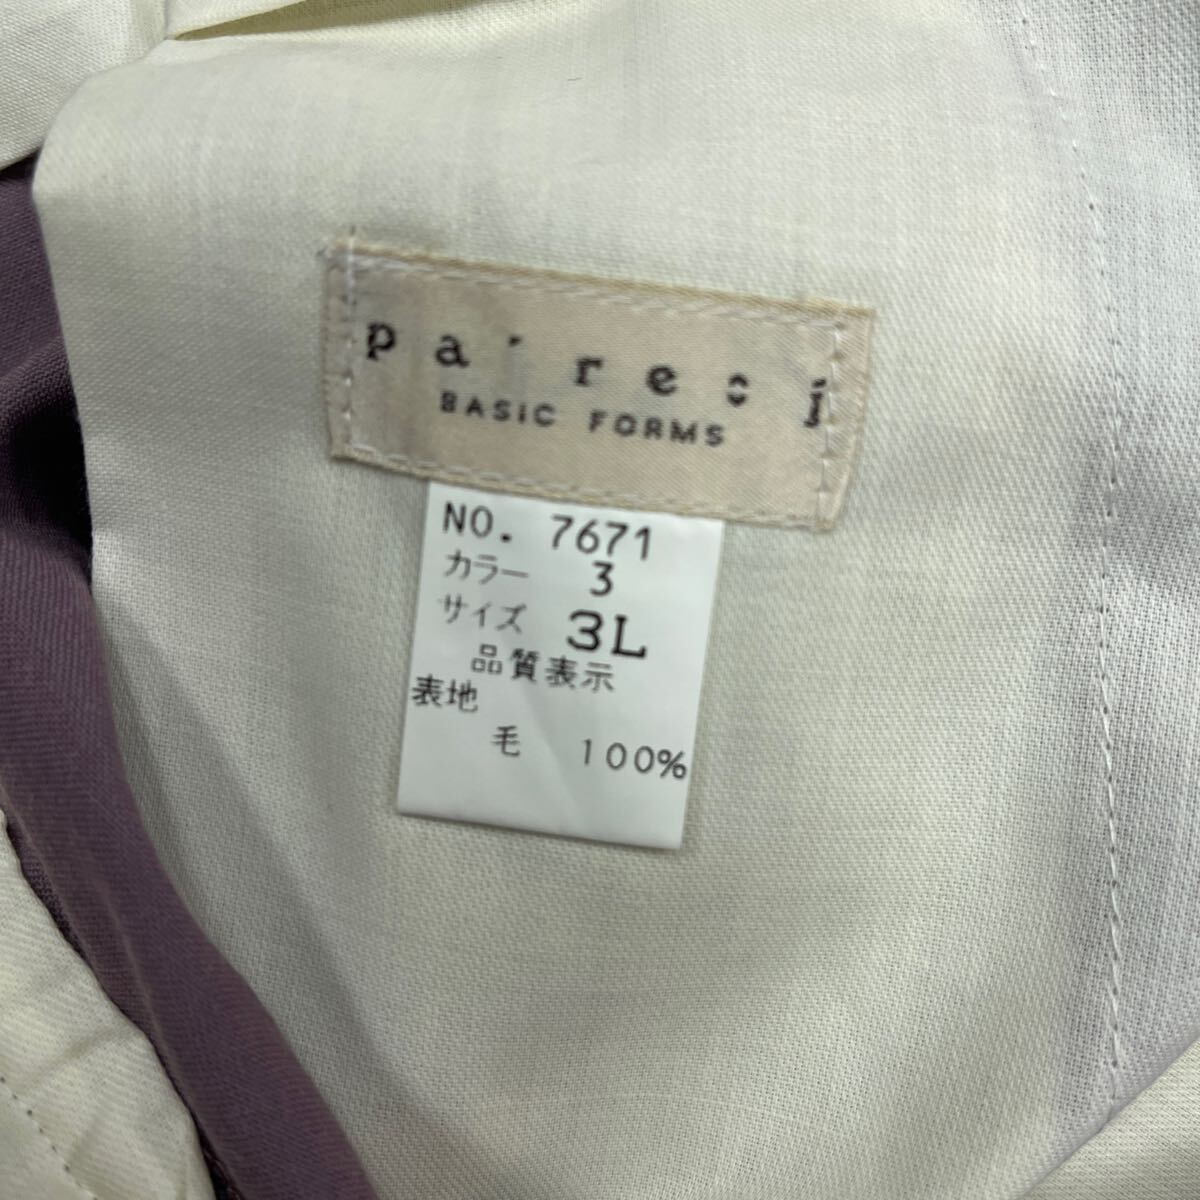 pa're:i
BASIC FORMS
NO. 7671
カラー 3
サイズ 3L
品質表示
表地
毛 100%